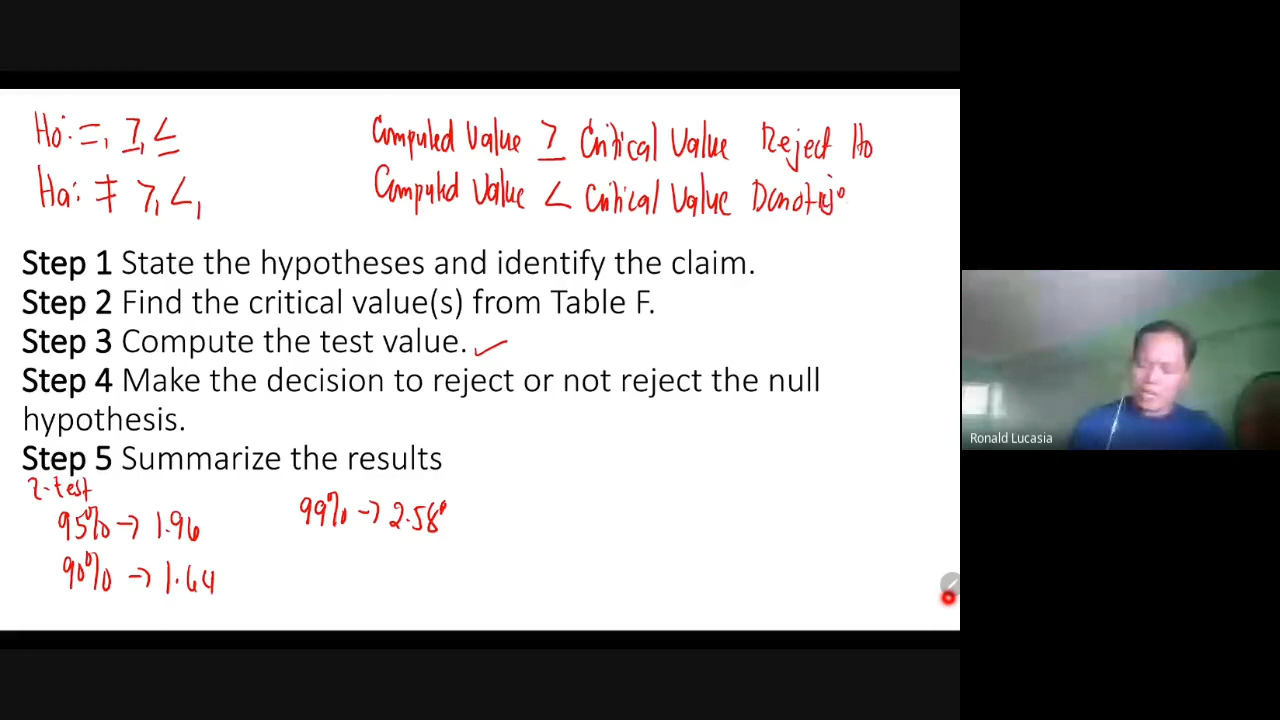 Ho: =, ≥, ≤
Computed Value ≥ Critical Value Reject Ho
Ha: ≠ >, <,
Computed Value < Critical Value Do not
Step 1 State the hypotheses and identify the claim.
Step 2 Find the critical value(s) from Table F.
Step 3 Compute the test value. ✓
Step 4 Make the decision to reject or not reject the null
hypothesis.
Step 5 Summarize the results
z-test
95% → 1.96
99% → 2.58
90% → 1.64
Ronald Lucasia